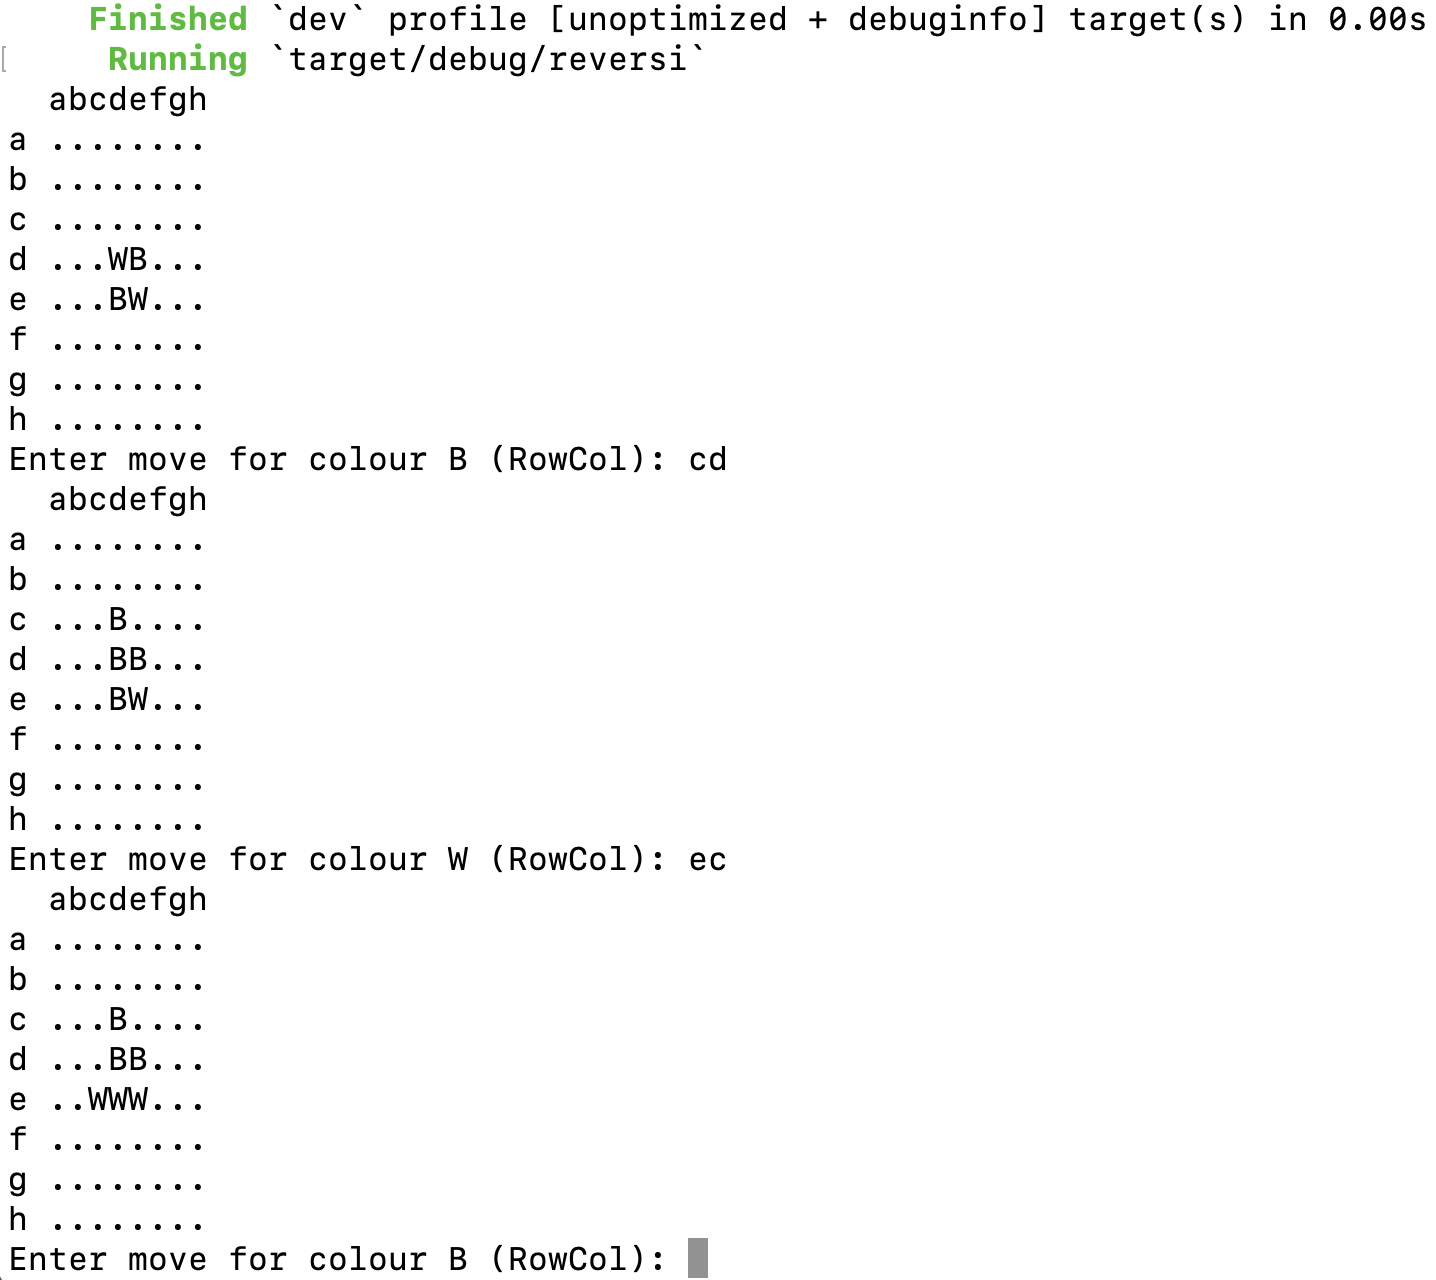 Finished `dev` profile [unoptimized + debuginfo] target(s) in 0.00s
[    Running `target/debug/reversi`
  abcdefgh
a ........
b ........
c ........
d ...WB...
e ...BW...
f ........
g ........
h ........
Enter move for colour B (RowCol): cd
  abcdefgh
a ........
b ........
c ...B....
d ...BB...
e ...BW...
f ........
g ........
h ........
Enter move for colour W (RowCol): ec
  abcdefgh
a ........
b ........
c ...B....
d ...BB...
e ..WWW...
f ........
g ........
h ........
Enter move for colour B (RowCol):